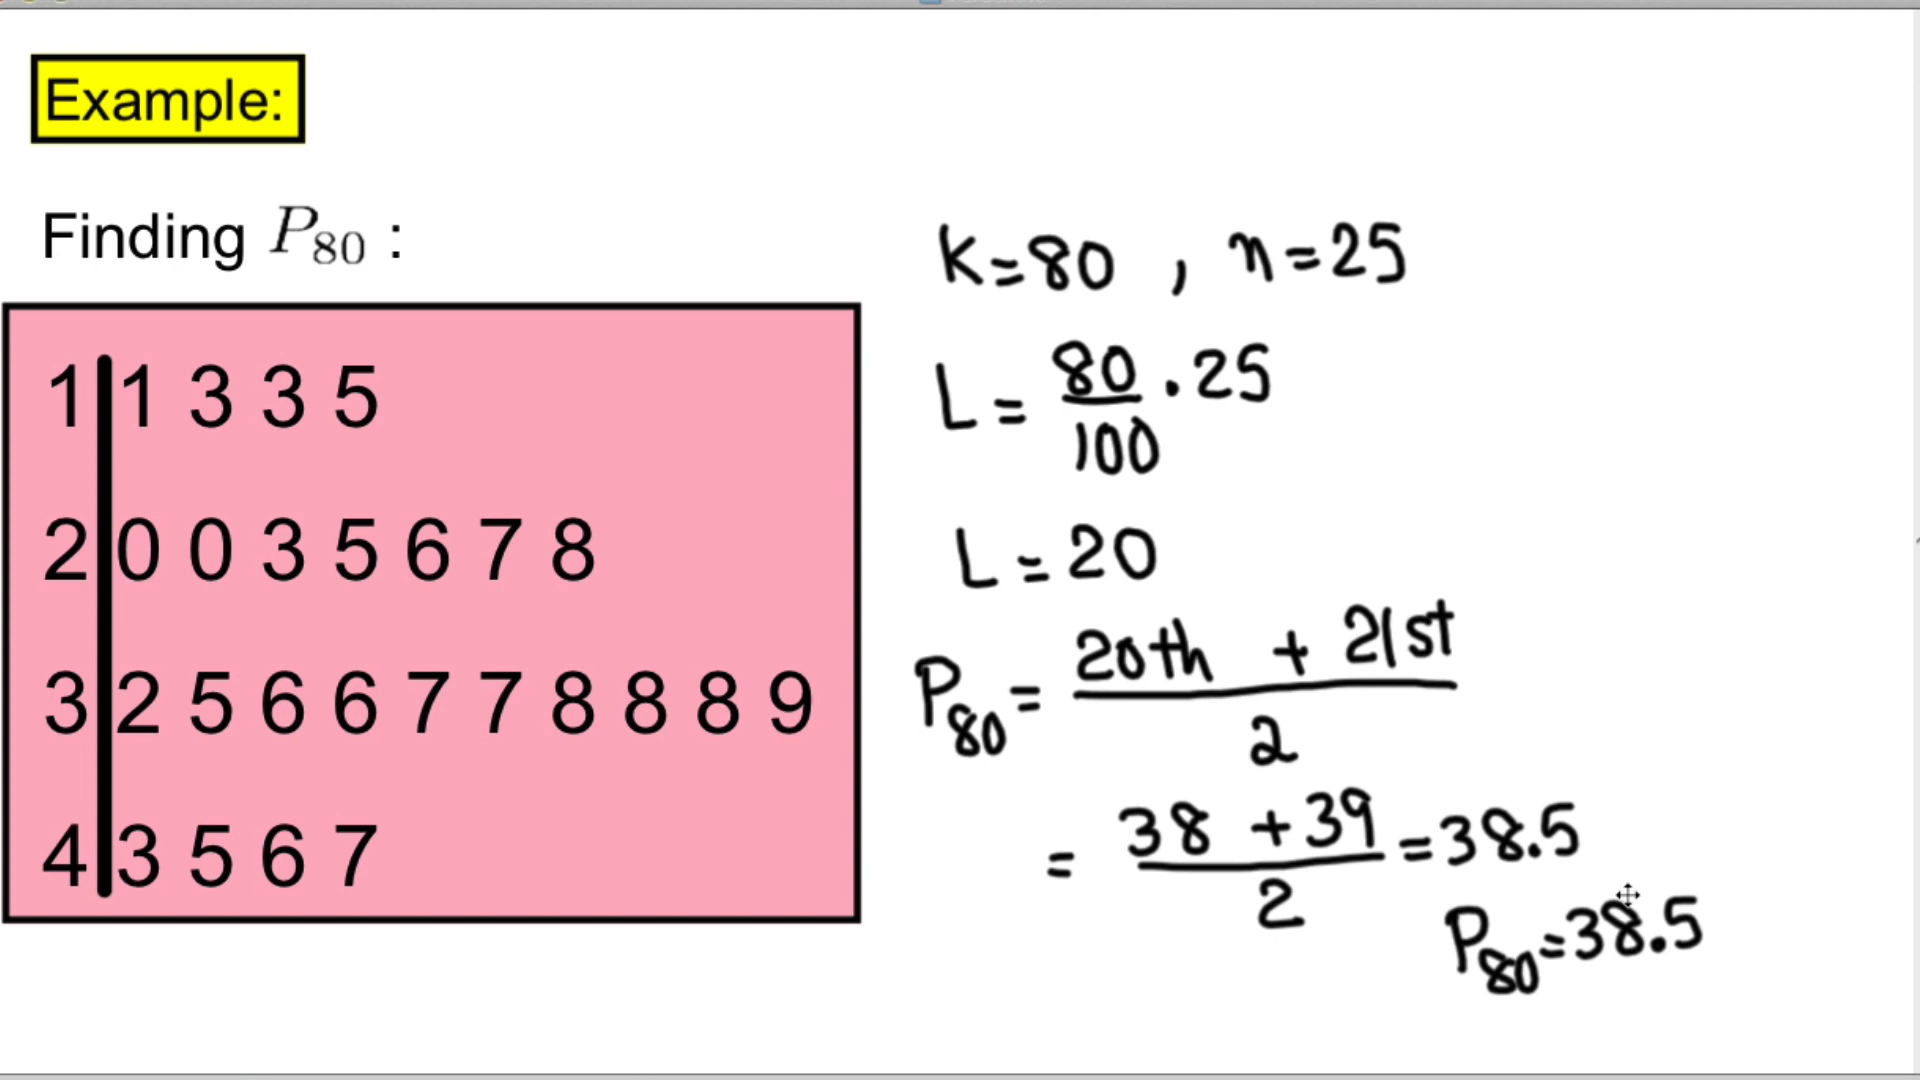 Example:
Finding P80 :
1 | 1 3 3 5
2 | 0 0 3 5 6 7 8
3 | 2 5 6 6 7 7 8 8 8 9
4 | 3 5 6 7
K=80 , n=25
L = 80/100 . 25
L = 20
P80 = 20th + 21st / 2
= 38 + 39 / 2 = 38.5
P80 = 38.5